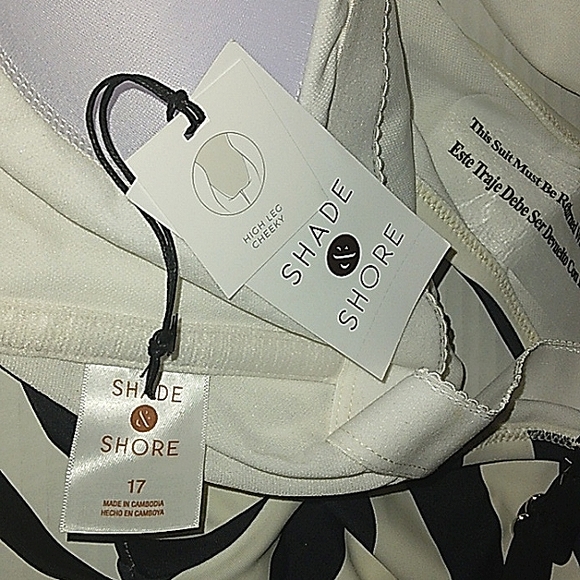 HIGH LEG
CHEEKY
SHADE
&
SHORE
This Suit Must Be
Este Traje Debe Ser Devuelto Con
SHADE
&
SHORE
17
MADE IN CAMBODIA
HECHO EN CAMBOYA